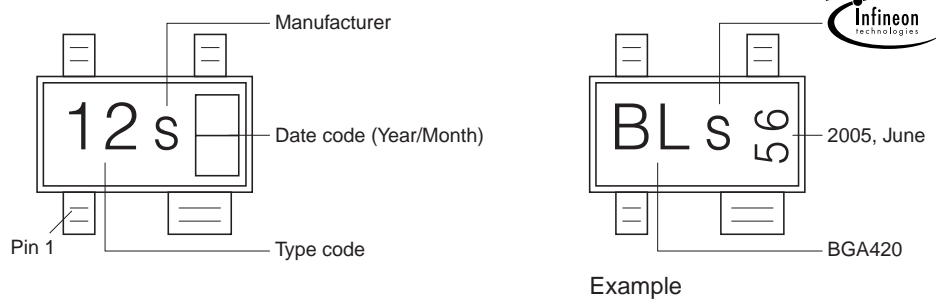 Manufacturer
12 s
Date code (Year/Month)
Pin 1
Type code
Infineon
technologies
BL s 56
2005, June
BGA420
Example